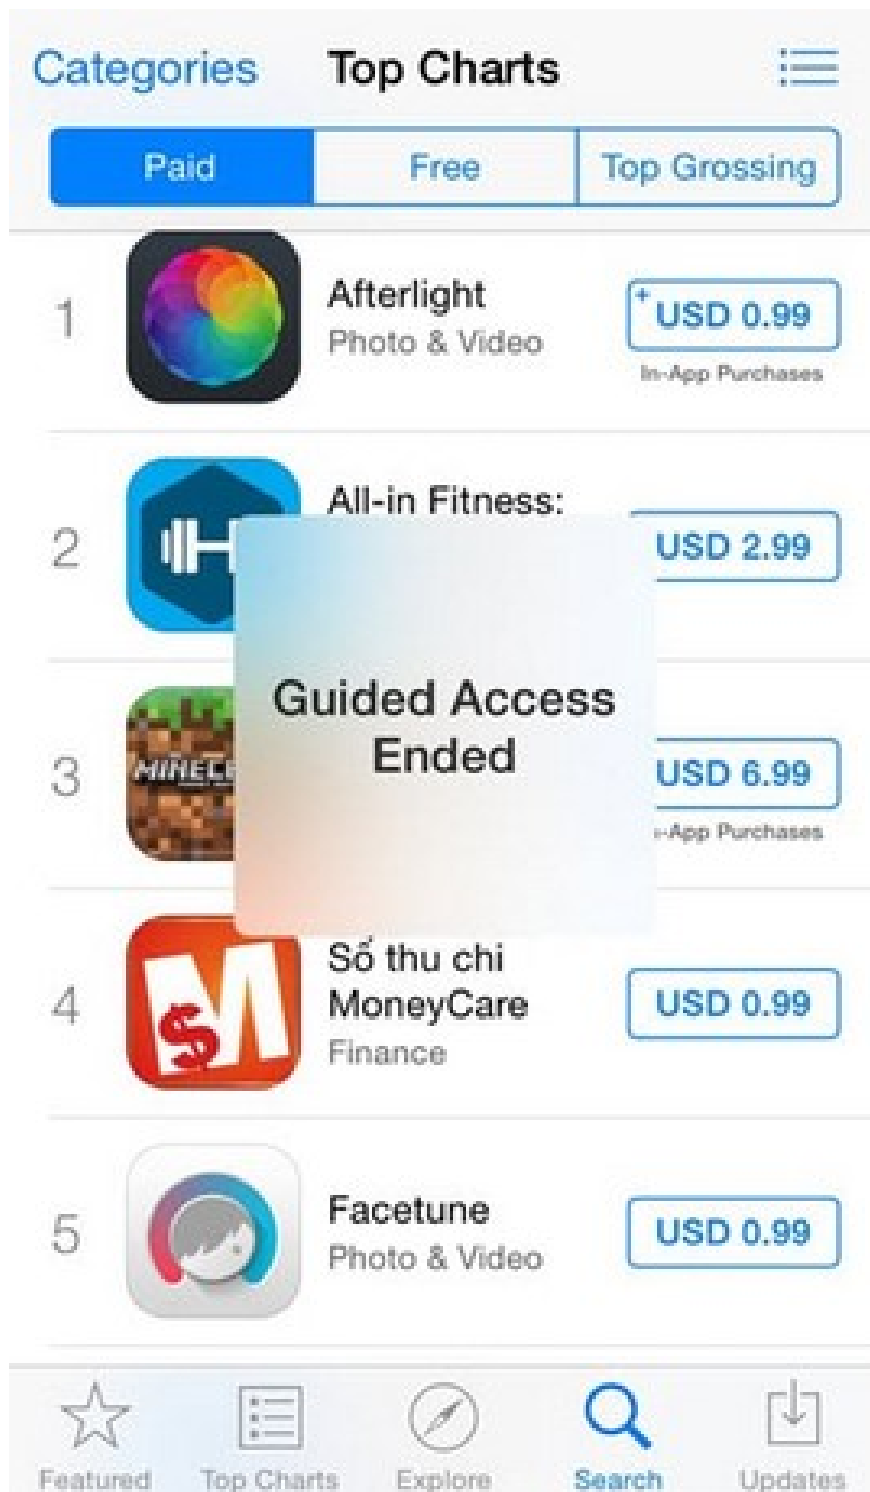 Categories Top Charts
Paid Free Top Grossing
1
Afterlight
Photo & Video
+ USD 0.99
In-App Purchases
2
All-in Fitness:
USD 2.99
Guided Access
Ended
3
USD 6.99
-App Purchases
4
Sổ thu chi
MoneyCare
Finance
USD 0.99
5
Facetune
Photo & Video
USD 0.99
Featured Top Charts Explore Search Updates